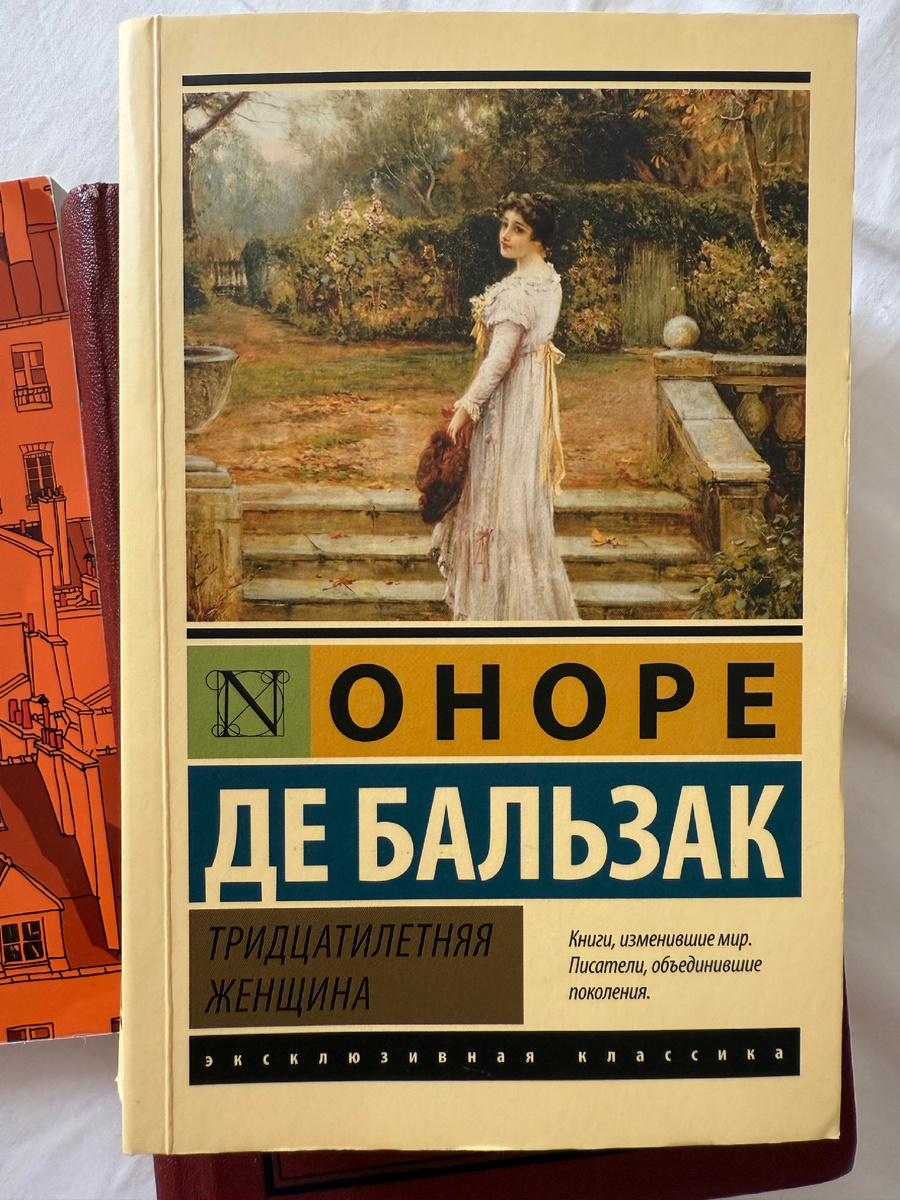 N ОНОРЕ
ДЕ БАЛЬЗАК
ТРИДЦАТИЛЕТНЯЯ
ЖЕНЩИНА
Книги, изменившие мир.
Писатели, объединившие
поколения.
эксклюзивная классика